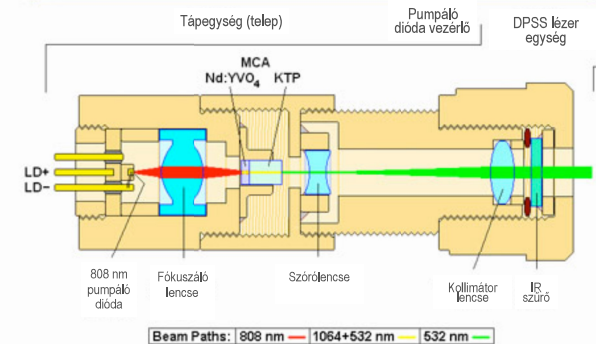 Tápegység (telep)
Pumpáló
dióda vezérlő
DPSS lézer
egység
MCA
Nd:YVO4 KTP
LD+
LD–
808 nm
pumpáló
dióda
Fókuszáló
lencse
Szórólencse
Kollimátor
lencse
IR
szűrő
Beam Paths: 808 nm 1064+532 nm 532 nm